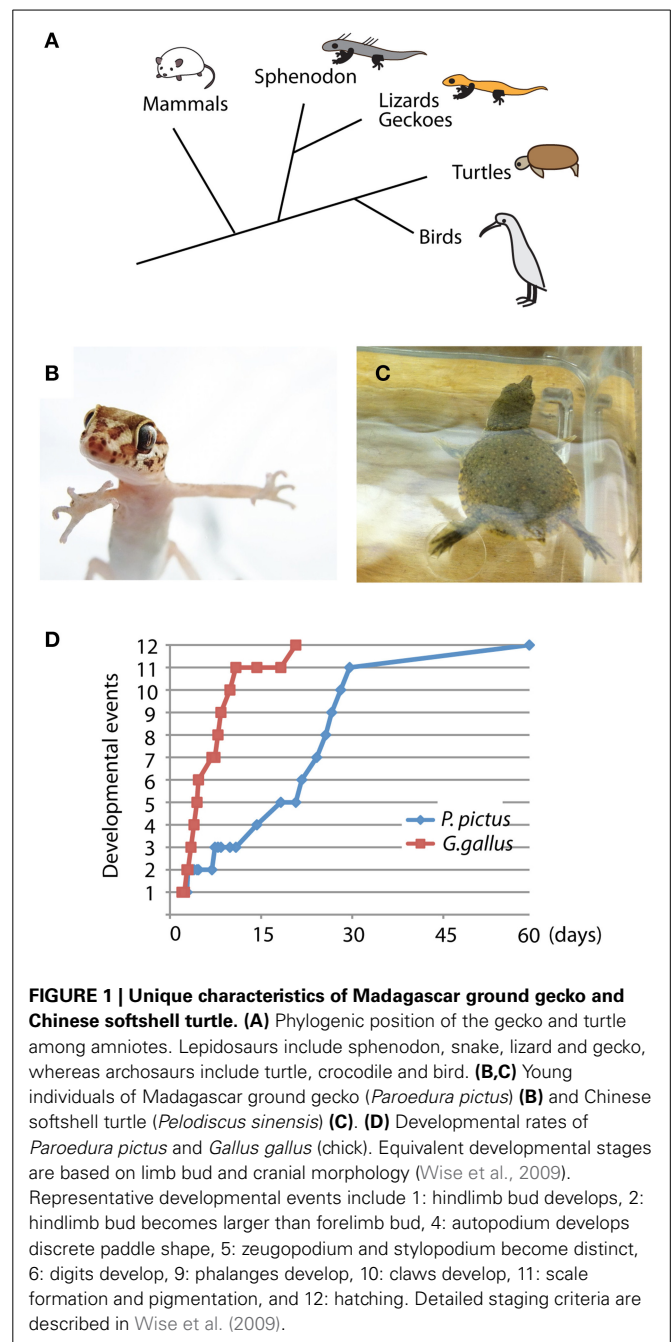 A
Mammals
Sphenodon
Lizards
Geckoes
Turtles
Birds
B
C
D
Developmental events
12
11
10
9
8
7
6
5
4
3
2
1
P. pictus
G.gallus
0 15 30 45 60 (days)
FIGURE 1 | Unique characteristics of Madagascar ground gecko and
Chinese softshell turtle. (A) Phylogenic position of the gecko and turtle
among amniotes. Lepidosaurs include sphenodon, snake, lizard and gecko,
whereas archosaurs include turtle, crocodile and bird. (B,C) Young
individuals of Madagascar ground gecko (Paroedura pictus) (B) and Chinese
softshell turtle (Pelodiscus sinensis) (C). (D) Developmental rates of
Paroedura pictus and Gallus gallus (chick). Equivalent developmental stages
are based on limb bud and cranial morphology (Wise et al., 2009).
Representative developmental events include 1: hindlimb bud develops, 2:
hindlimb bud becomes larger than forelimb bud, 4: autopodium develops
discrete paddle shape, 5: zeugopodium and stylopodium become distinct,
6: digits develop, 9: phalanges develop, 10: claws develop, 11: scale
formation and pigmentation, and 12: hatching. Detailed staging criteria are
described in Wise et al. (2009).